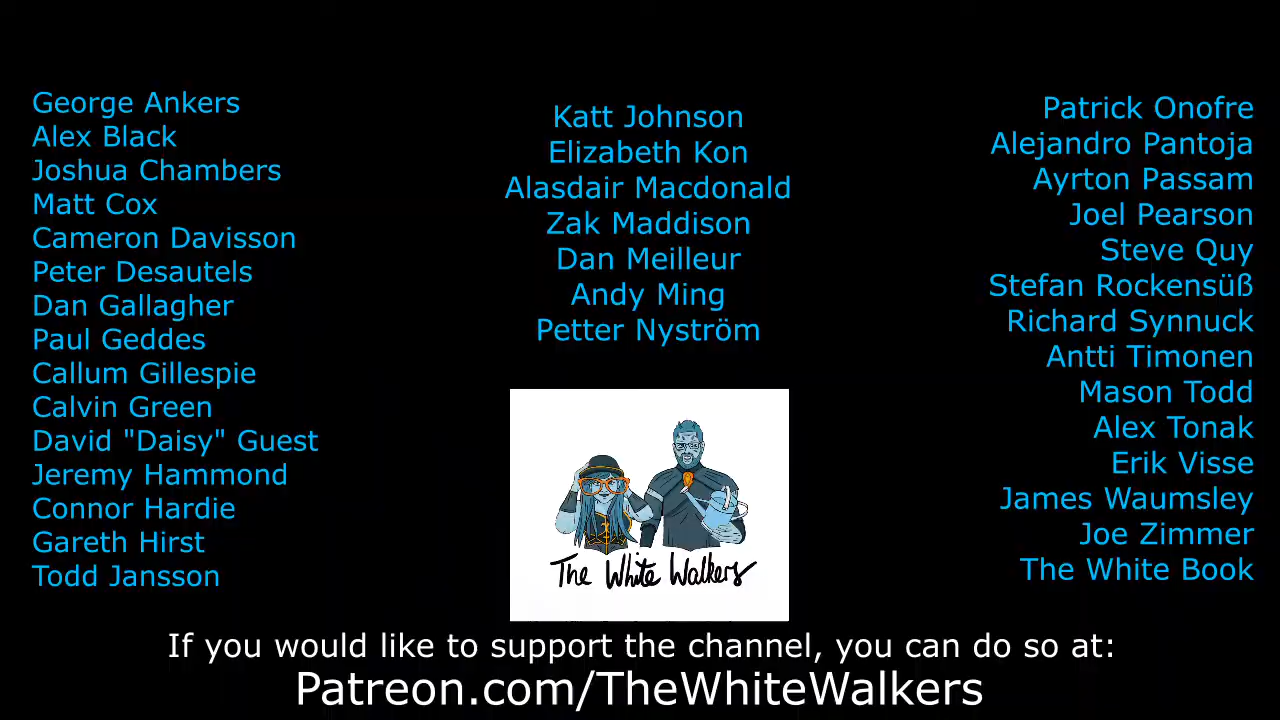 George Ankers
Alex Black
Joshua Chambers
Matt Cox
Cameron Davisson
Peter Desautels
Dan Gallagher
Paul Geddes
Callum Gillespie
Calvin Green
David "Daisy" Guest
Jeremy Hammond
Connor Hardie
Gareth Hirst
Todd Jansson
Katt Johnson
Elizabeth Kon
Alasdair Macdonald
Zak Maddison
Dan Meilleur
Andy Ming
Petter Nyström
The White Walkers
Patrick Onofre
Alejandro Pantoja
Ayrton Passam
Joel Pearson
Steve Quy
Stefan Rockensüß
Richard Synnuck
Antti Timonen
Mason Todd
Alex Tonak
Erik Visse
James Waumsley
Joe Zimmer
The White Book
If you would like to support the channel, you can do so at:
Patreon.com/TheWhiteWalkers